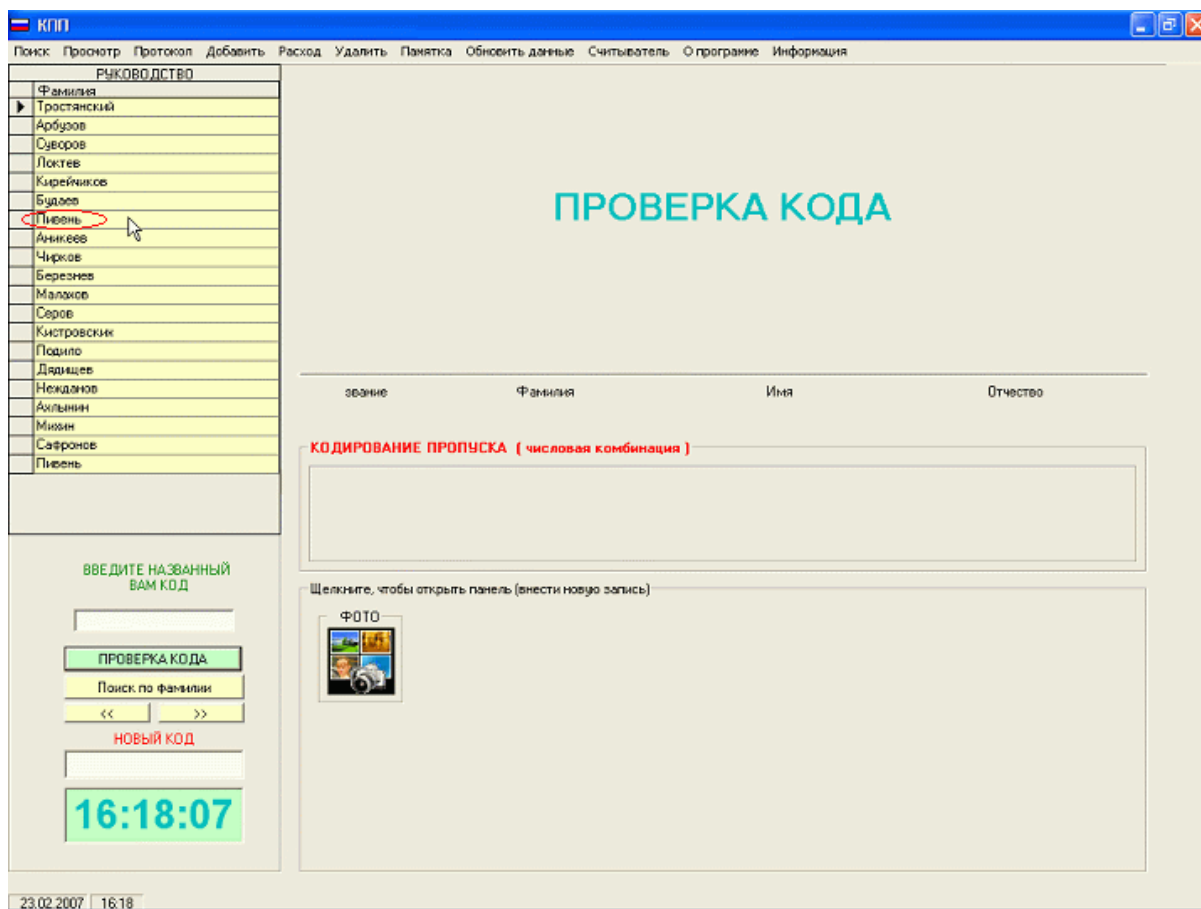 КПП
Поиск Просмотр Протокол Добавить Расход Удалить Памятка Обновить данные Считыватель О программе Информация
РУКОВОДСТВО
Фамилия
Тростянский
Арбузов
Суворов
Локтев
Кирейчиков
Будаев
Пивень
Аникеев
Чирков
Березнев
Малахов
Серов
Кистровских
Подило
Дядищев
Нежданов
Ахлынин
Михин
Сафронов
Пивень
ВВЕДИТЕ НАЗВАННЫЙ
ВАМ КОД
ПРОВЕРКА КОДА
Поиск по фамилии
<< >>
НОВЫЙ КОД
16:18:07
ПРОВЕРКА КОДА
звание Фамилия Имя Отчество
КОДИРОВАНИЕ ПРОПУСКА ( числовая комбинация )
Щелкните, чтобы открыть панель (внести новую запись)
ФОТО
23.02.2007 16:18